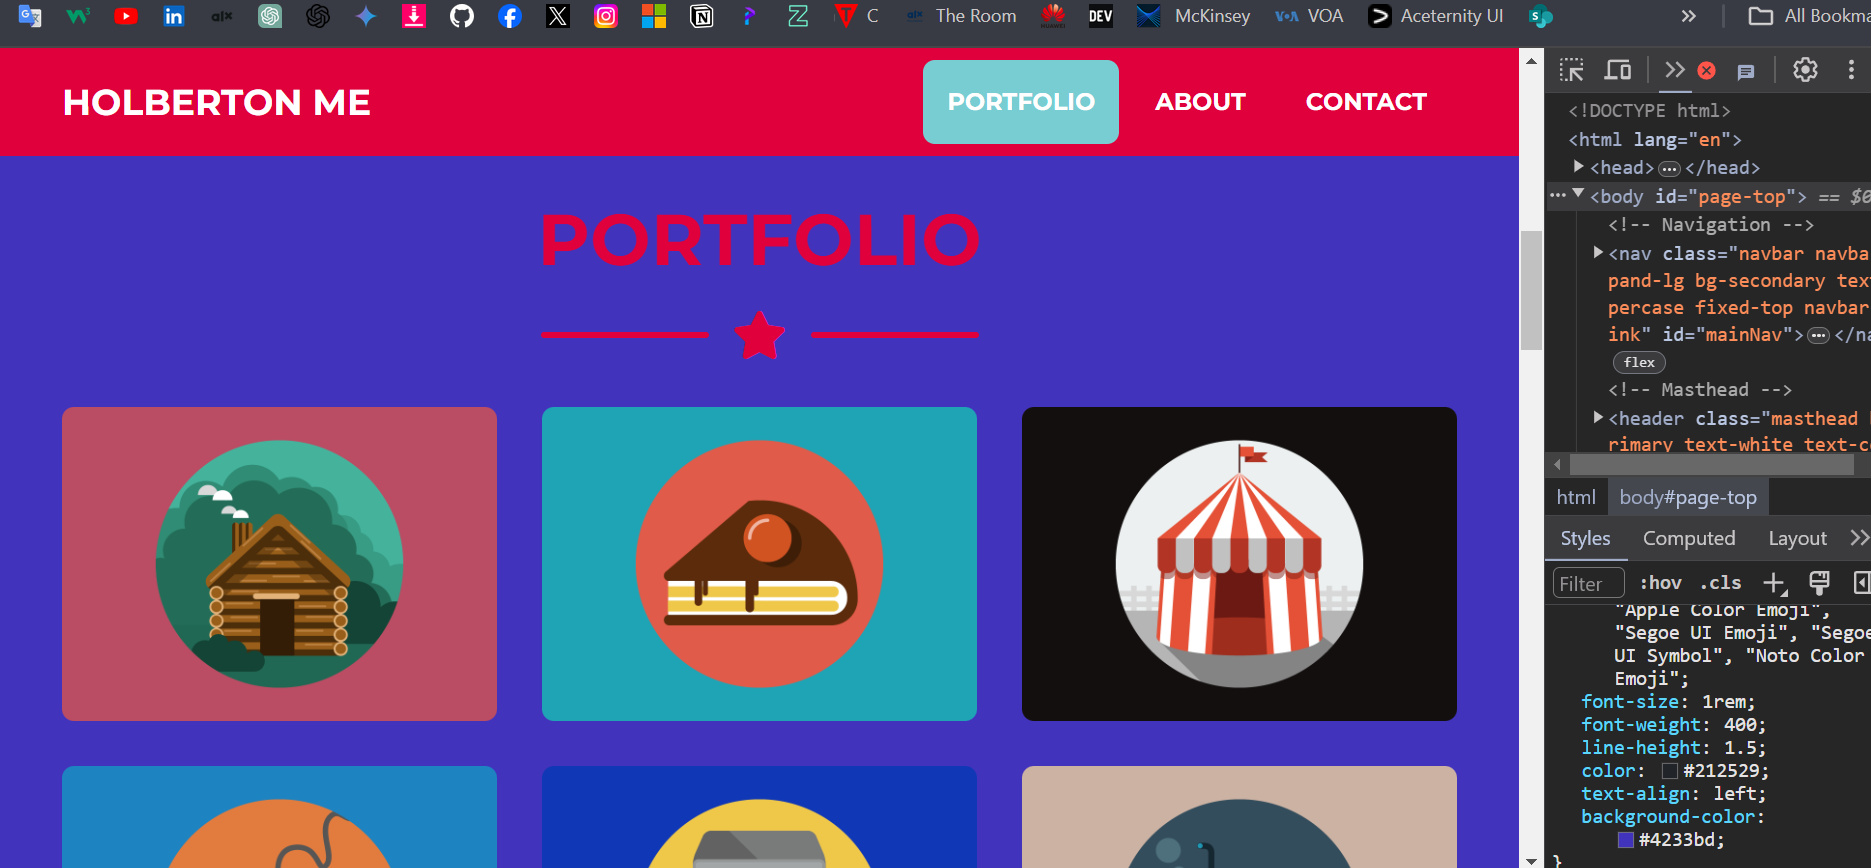 C
The Room
DEV
McKinsey
VOA
VOA
Aceternity UI
S
»
All Bookma
HOLBERTON ME
PORTFOLIO
ABOUT
CONTACT
PORTFOLIO
<!DOCTYPE html>
<html lang="en">
<head>…</head>
<body id="page-top"> == $0
<!-- Navigation -->
<nav class="navbar navba
pand-lg bg-secondary tex
percase fixed-top navbar
ink" id="mainNav">…</na
flex
<!-- Masthead -->
<header class="masthead b
rimary text-white text-ce
html
body#page-top
Styles
Computed
Layout
»
Filter
:hov
.cls
"Apple Color Emoji",
"Segoe UI Emoji", "Segoe
UI Symbol", "Noto Color
Emoji";
font-size: 1rem;
font-weight: 400;
line-height: 1.5;
color: #212529;
text-align: left;
background-color:
#4233bd;
}